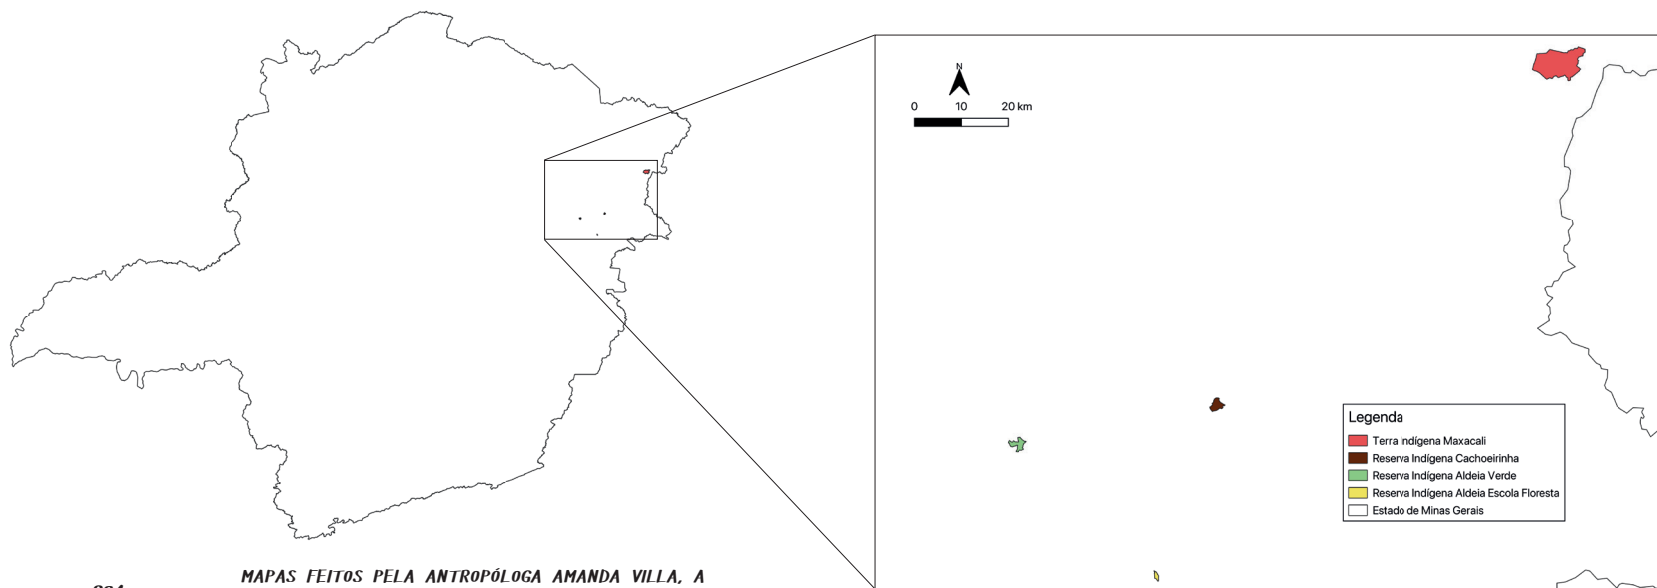 N
0 10 20 km
Legenda
Terra Indígena Maxacali
Reserva Indígena Cachoeirinha
Reserva Indígena Aldeia Verde
Reserva Indígena Aldeia Escola Floresta
Estado de Minas Gerais
MAPAS FEITOS PELA ANTROPÓLOGA AMANDA VILLA, A